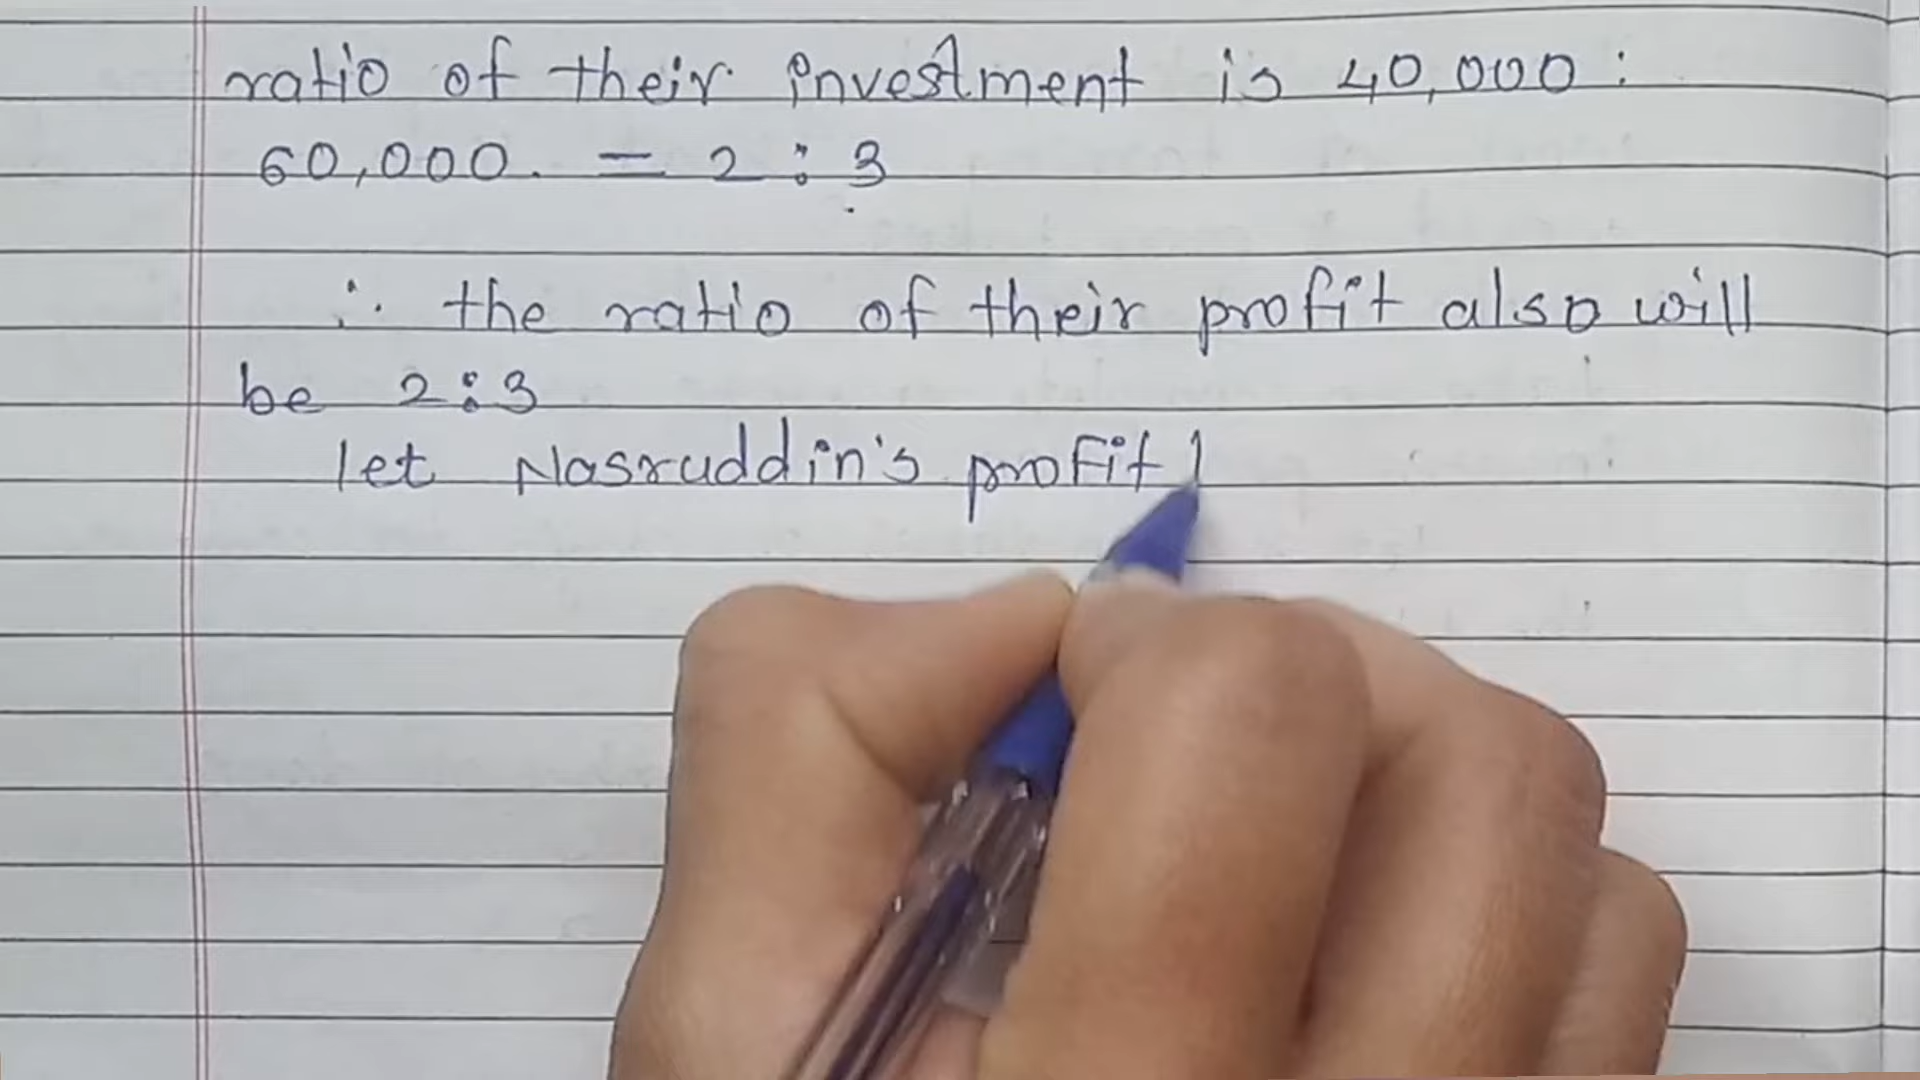 ratio of their investment is 40,000 :
60,000. = 2 : 3
∴ the ratio of their profit also will
be 2 : 3
let Nasruddin's profit